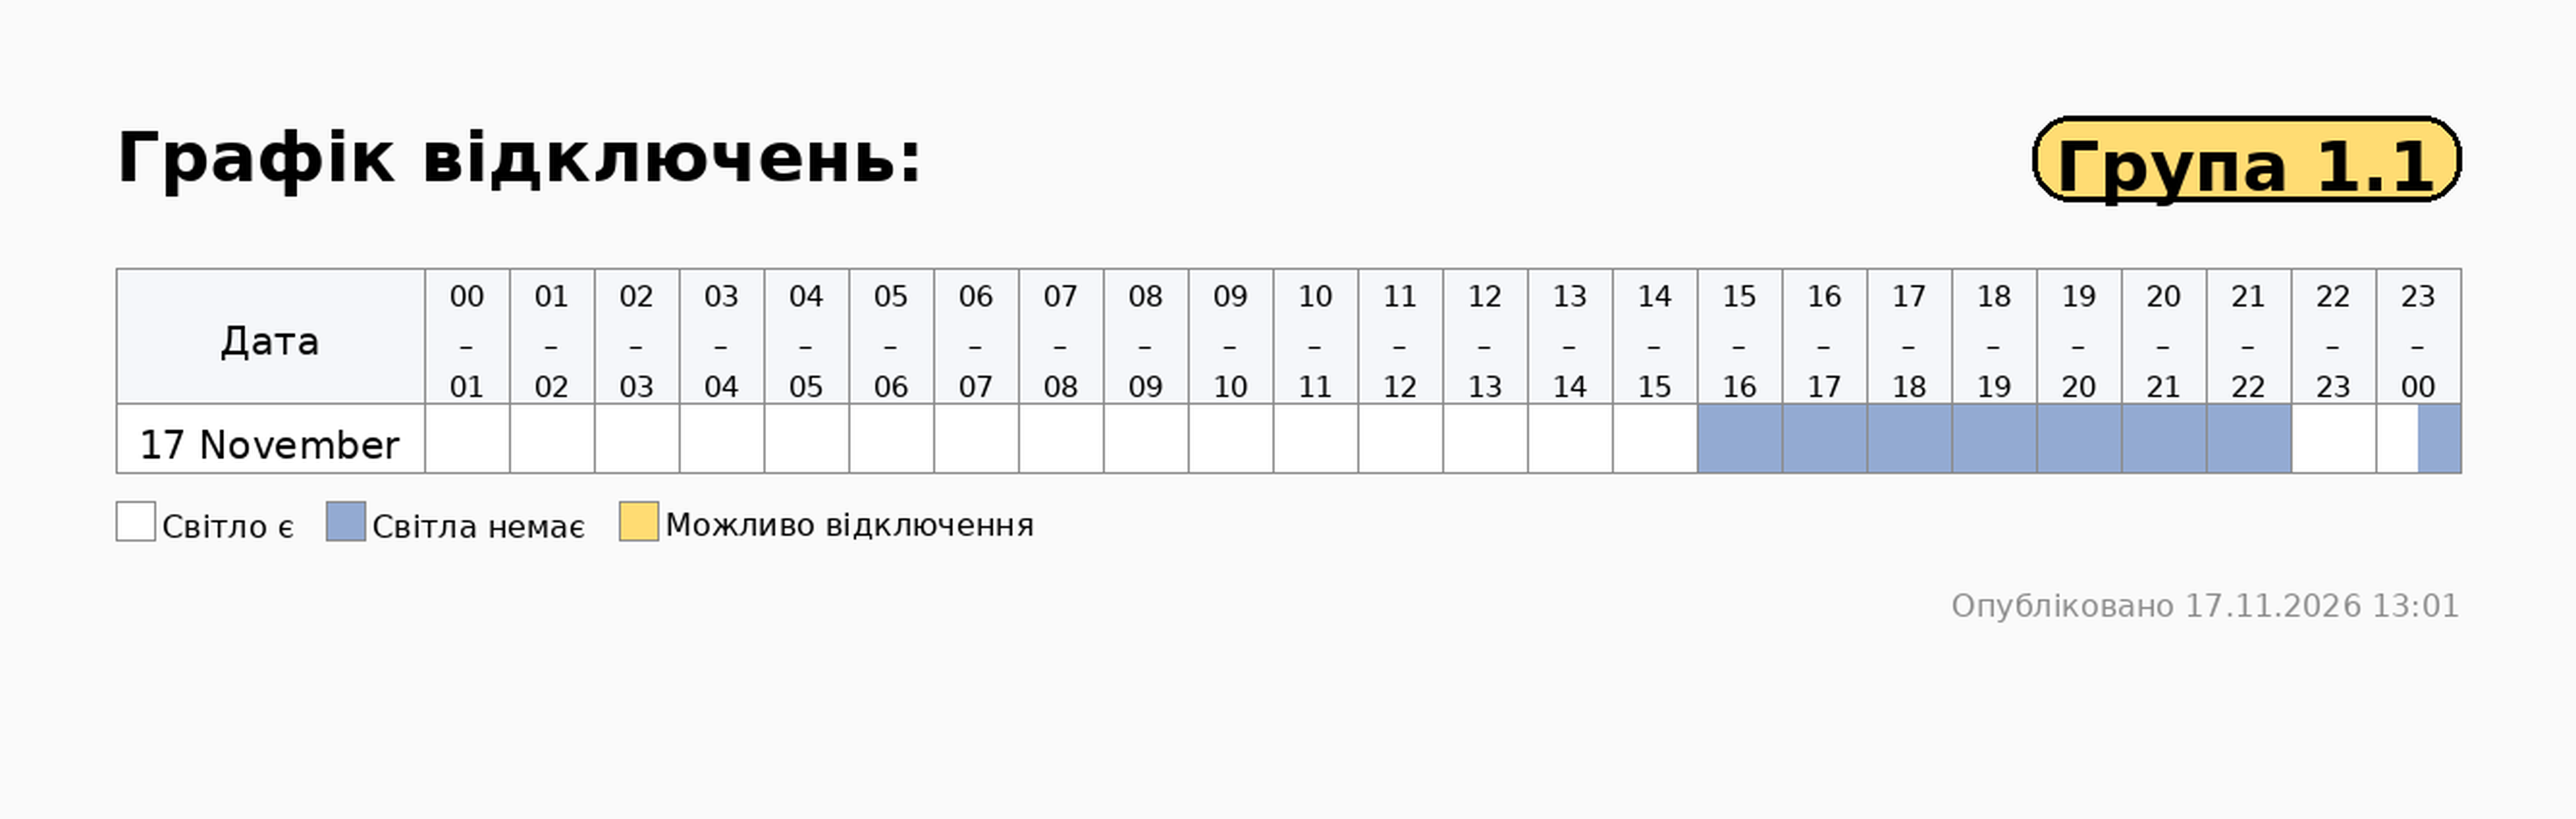 Графік відключень:
Група 1.1
Дата
00 – 01
01 – 02
02 – 03
03 – 04
04 – 05
05 – 06
06 – 07
07 – 08
08 – 09
09 – 10
10 – 11
11 – 12
12 – 13
13 – 14
14 – 15
15 – 16
16 – 17
17 – 18
18 – 19
19 – 20
20 – 21
21 – 22
22 – 23
23 – 00
17 November
Світло є
Світла немає
Можливо відключення
Опубліковано 17.11.2026 13:01